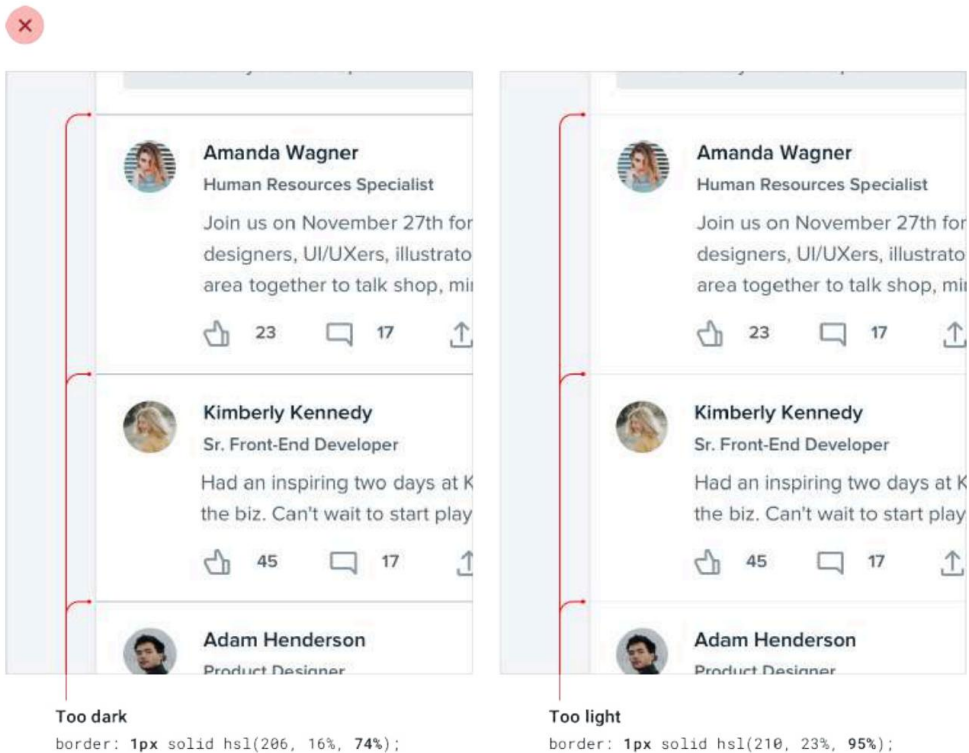 Amanda Wagner
Human Resources Specialist
Join us on November 27th for
designers, UI/UXers, illustrato
area together to talk shop, mi
23 17
Kimberly Kennedy
Sr. Front-End Developer
Had an inspiring two days at K
the biz. Can't wait to start play
45 17
Adam Henderson
Product Designer
Too dark
border: 1px solid hsl(206, 16%, 74%);
Amanda Wagner
Human Resources Specialist
Join us on November 27th for
designers, UI/UXers, illustrato
area together to talk shop, mi
23 17
Kimberly Kennedy
Sr. Front-End Developer
Had an inspiring two days at K
the biz. Can't wait to start play
45 17
Adam Henderson
Product Designer
Too light
border: 1px solid hsl(210, 23%, 95%);